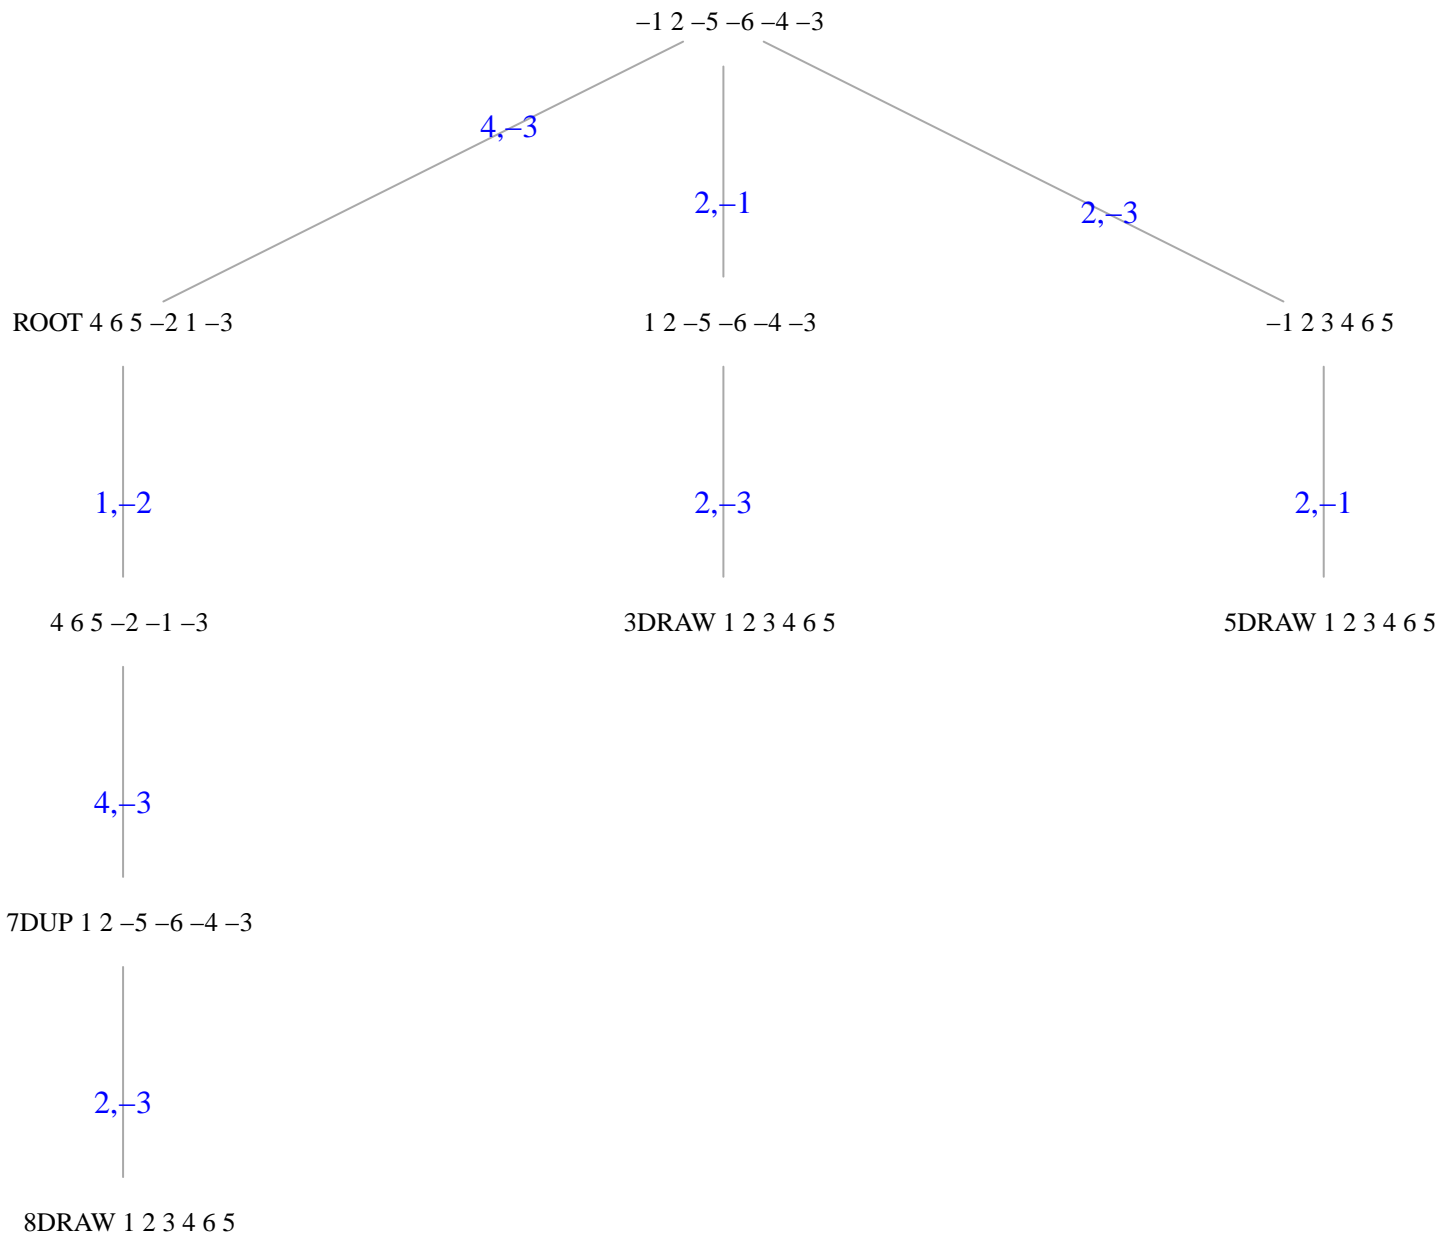 –1 2 –5 –6 –4 –3
4,–3
2,–1
2,–3
ROOT 4 6 5 –2 1 –3
1 2 –5 –6 –4 –3
–1 2 3 4 6 5
1,–2
2,–3
2,–1
4 6 5 –2 –1 –3
3DRAW 1 2 3 4 6 5
5DRAW 1 2 3 4 6 5
4,–3
7DUP 1 2 –5 –6 –4 –3
2,–3
8DRAW 1 2 3 4 6 5